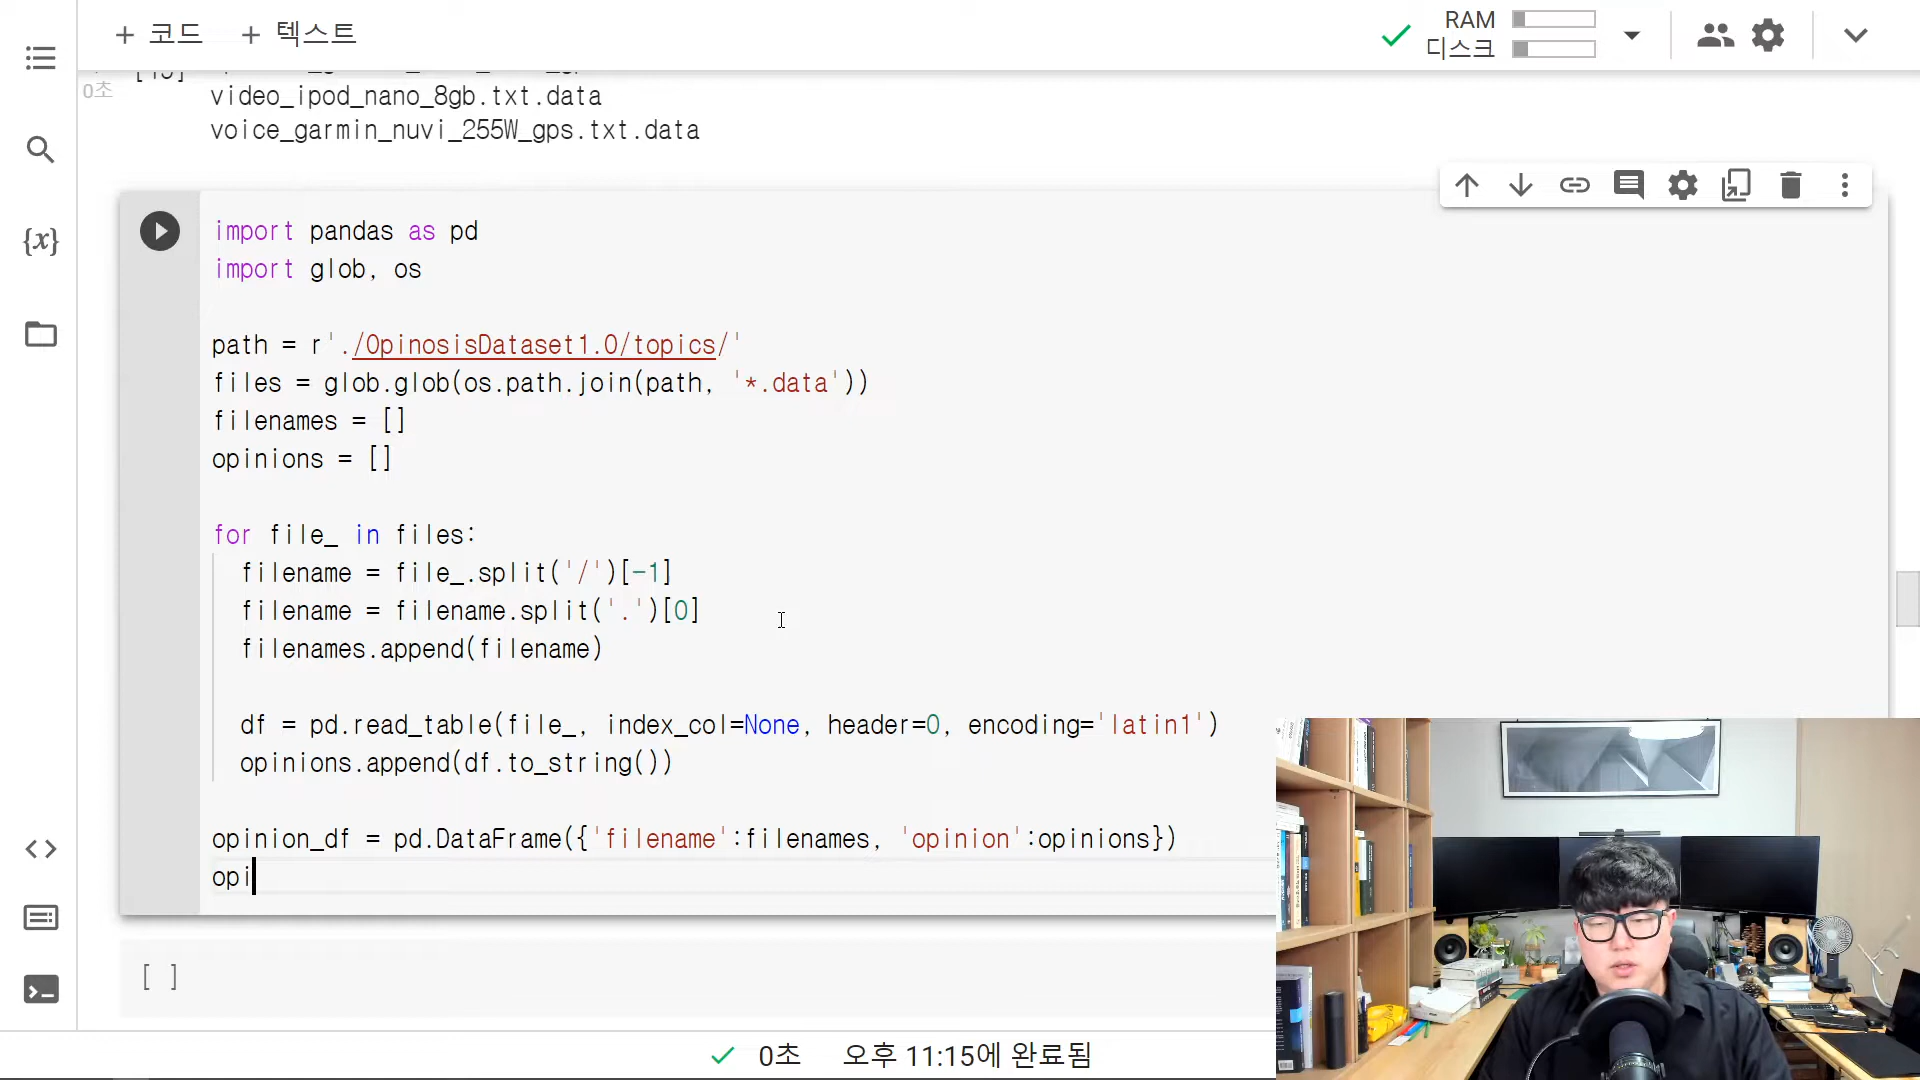 + 코드 + 텍스트
RAM
디스크
0초
video_ipod_nano_8gb.txt.data
voice_garmin_nuvi_255W_gps.txt.data
{x}
import pandas as pd
import glob, os
path = r'./OpinosisDataset1.0/topics/'
files = glob.glob(os.path.join(path, '*.data'))
filenames = []
opinions = []
for file_ in files:
filename = file_.split('/')[-1]
filename = filename.split('.')[0]
filenames.append(filename)
df = pd.read_table(file_, index_col=None, header=0, encoding='latin1')
opinions.append(df.to_string())
opinion_df = pd.DataFrame({'filename':filenames, 'opinion':opinions})
opi
[ ]
0초 오후 11:15에 완료됨